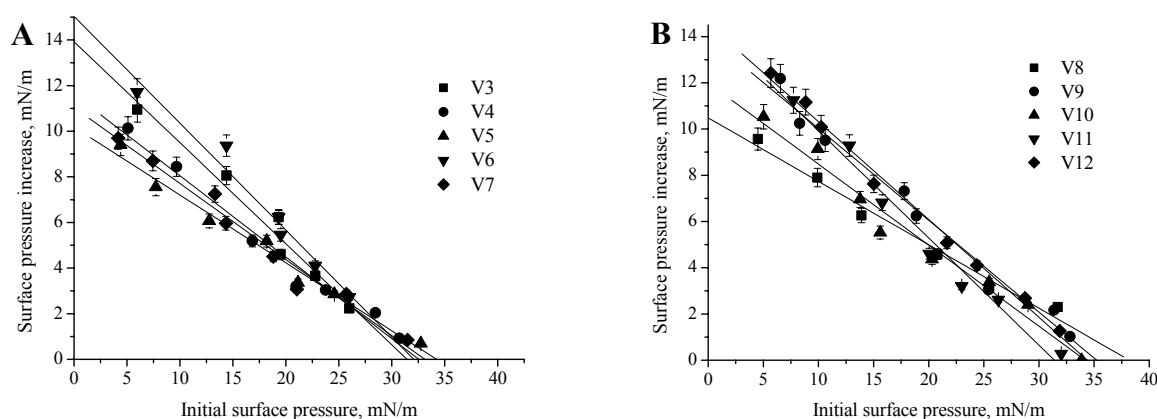 A
Surface pressure increase, mN/m
14
12
10
8
6
4
2
0
V3
V4
V5
V6
V7
0 5 10 15 20 25 30 35 40
Initial surface pressure, mN/m
B
Surface pressure increase, mN/m
14
12
10
8
6
4
2
0
V8
V9
V10
V11
V12
0 5 10 15 20 25 30 35 40
Initial surface pressure, mN/m